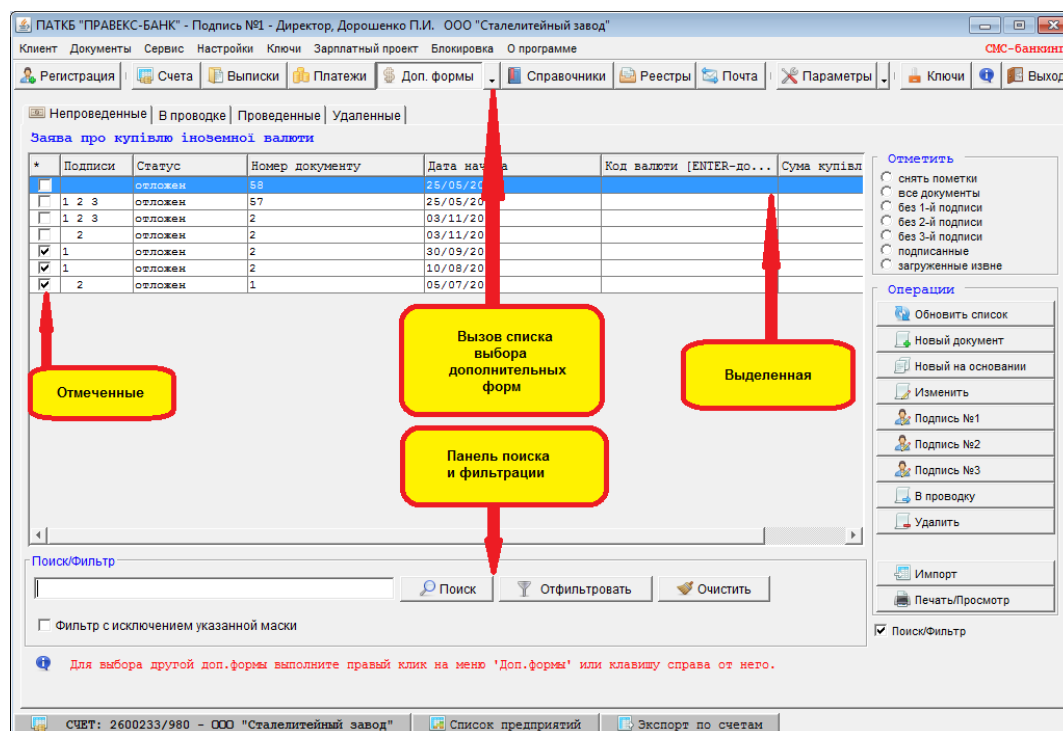 ПАТКБ "ПРАВЕКС-БАНК" - Подпись №1 - Директор, Дорошенко П.И. ООО "Сталелитейный завод"
Клиент Документы Сервис Настройки Ключи Зарплатный проект Блокировка О программе СМС-банкинг
Регистрация Счета Выписки Платежи Доп. формы Справочники Реестры Почта Параметры Ключи Выход
Непроведенные В проводке Проведенные Удаленные
Заява про купівлю іноземної валюти
* Подписи Статус Номер документу Дата нач Код валюти [ENTER-до... Сума купівл
отложен 58 25/05/20
1 2 3 отложен 57 25/05/20
1 2 3 отложен 2 03/11/20
2 отложен 2 03/11/20
1 отложен 2 30/09/20
1 отложен 2 10/08/20
2 отложен 1 05/07/20
Отметить
снять пометки
все документы
без 1-й подписи
без 2-й подписи
без 3-й подписи
подписанные
загруженные извне
Операции
Обновить список
Новый документ
Новый на основании
Изменить
Подпись №1
Подпись №2
Подпись №3
В проводку
Удалить
Импорт
Печать/Просмотр
Поиск/Фильтр
Отмеченные
Вызов списка
выбора
дополнительных
форм
Выделенная
Панель поиска
и фильтрации
Поиск/Фильтр
Поиск Отфильтровать Очистить
Фильтр с исключением указанной маски
Для выбора другой доп.формы выполните правый клик на меню 'Доп.формы' или клавишу справа от него.
СЧЕТ: 2600233/980 - ООО "Сталелитейный завод" Список предприятий Экспорт по счетам